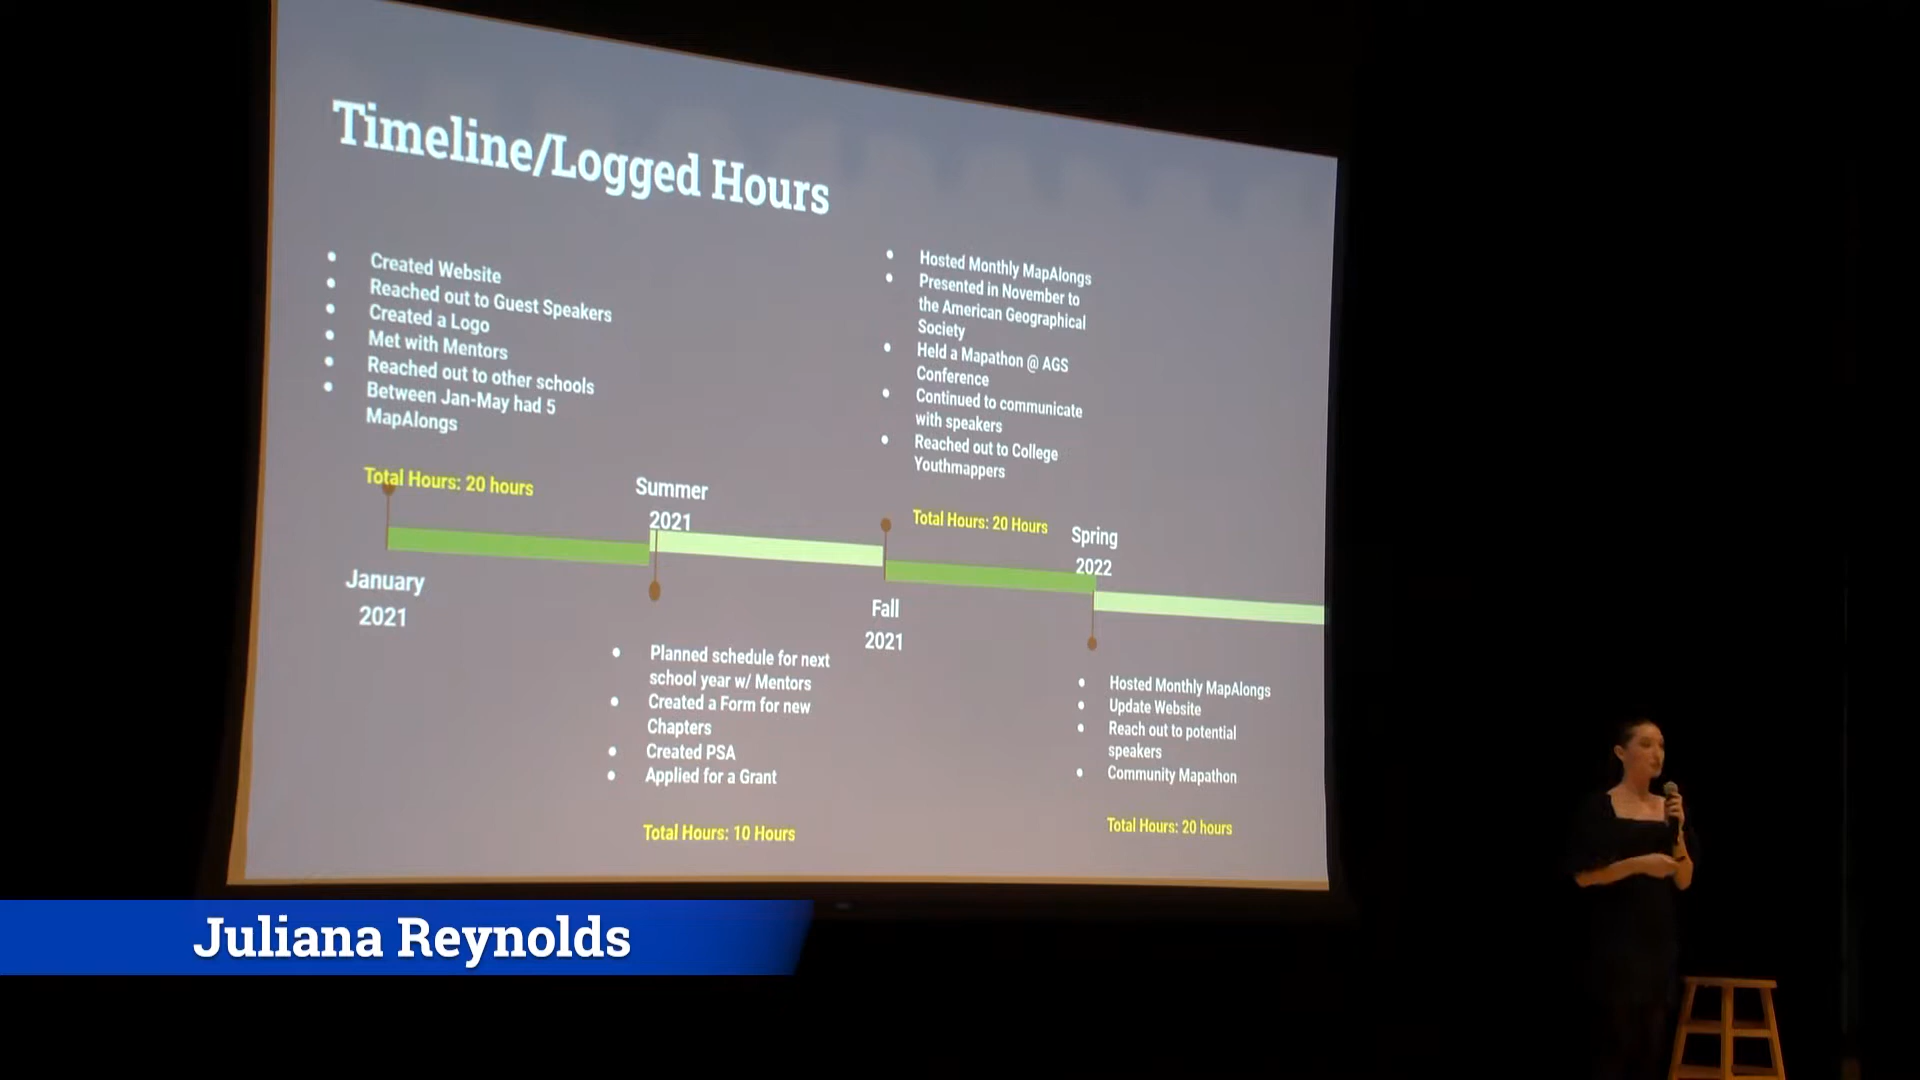 Timeline/Logged Hours
Created Website
Reached out to Guest Speakers
Created a Logo
Met with Mentors
Reached out to other schools
Between Jan-May had 5
MapAlongs
Total Hours: 20 hours
January
2021
Summer
2021
Planned schedule for next
school year w/ Mentors
Created a Form for new
Chapters
Created PSA
Applied for a Grant
Total Hours: 10 Hours
Hosted Monthly MapAlongs
Presented in November to
the American Geographical
Society
Held a Mapathon @ AGS
Conference
Continued to communicate
with speakers
Reached out to College
Youthmappers
Total Hours: 20 Hours
Fall
2021
Spring
2022
Hosted Monthly MapAlongs
Update Website
Reach out to potential
speakers
Community Mapathon
Total Hours: 20 hours
Juliana Reynolds